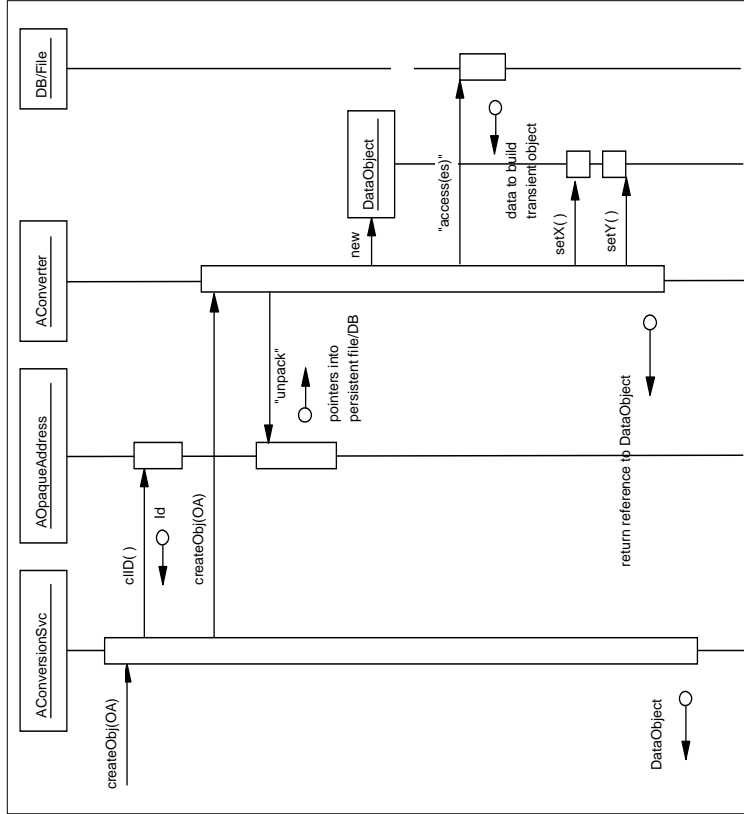 AConversionSvc
AOpaqueAddress
AConverter
DB/File
createObj(OA)
clID( )
Id
createObj(OA)
"unpack"
pointers into
persistent file/DB
new
DataObject
"access(es)"
data to build
transient object
setX( )
setY( )
return reference to DataObject
DataObject